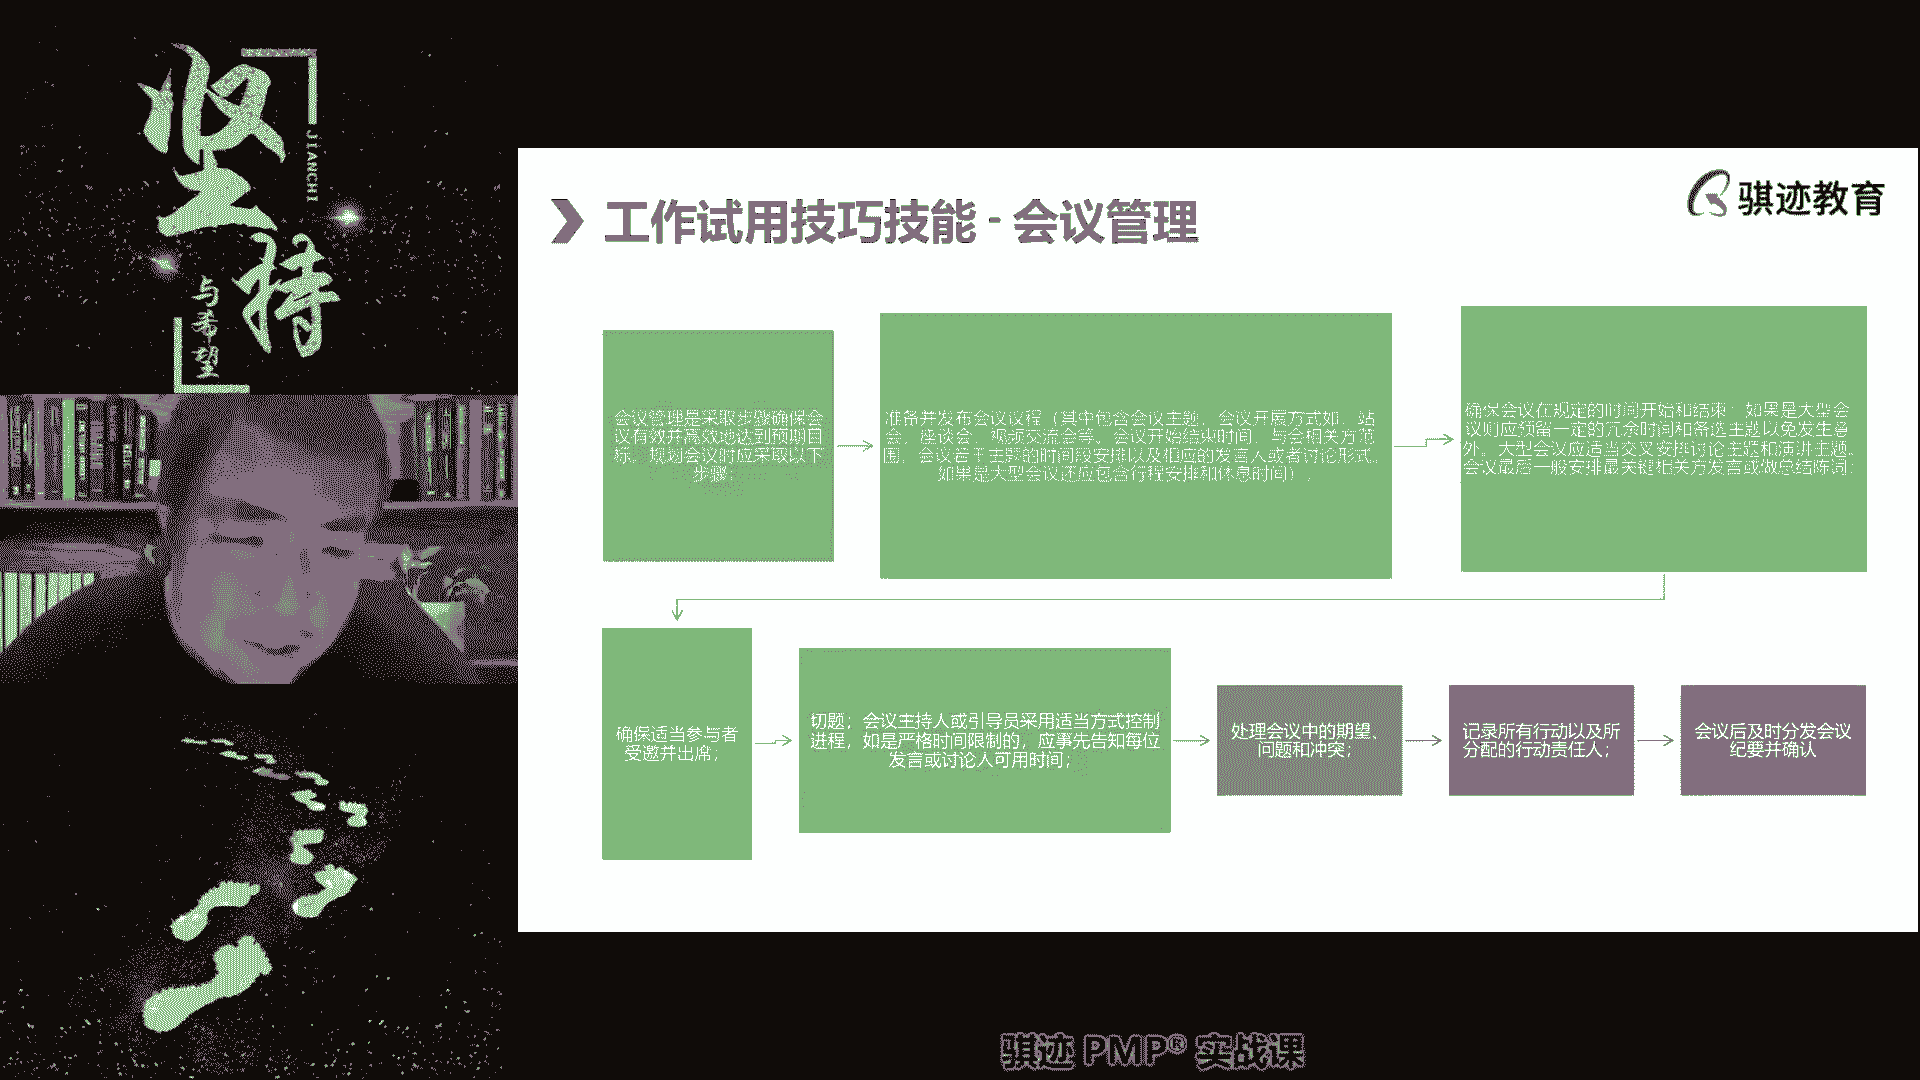 坚持
JIANCHI
与希望
工作试用技巧技能 - 会议管理
骐迹教育
会议管理是采取步骤确保会
议有效并高效地达到预期目
标。规划会议时应采取以下
步骤:
准备并发布会议议程（其中包含会议主题、会议开展方式如：站
会、座谈会、视频交流会等、会议开始结束时间、与会相关方范
围、会议若干主题的时间段安排以及相应的发言人或者讨论形式。
如果是大型会议还应包含行程安排和休息时间）；
确保会议在规定的时间开始和结束；如果是大型会
议则应预留一定的冗余时间和备选主题以免发生意
外。大型会议应适当交叉安排讨论主题和演讲主题。
会议最后一般安排最关键相关方发言或做总结陈词；
确保适当参与者
受邀并出席；
切题；会议主持人或引导员采用适当方式控制
进程，如是严格时间限制的，应事先告知每位
发言或讨论人可用时间；
处理会议中的期望、
问题和冲突；
记录所有行动以及所
分配的行动责任人；
会议后及时分发会议
纪要并确认
骐迹 PMP® 实战课